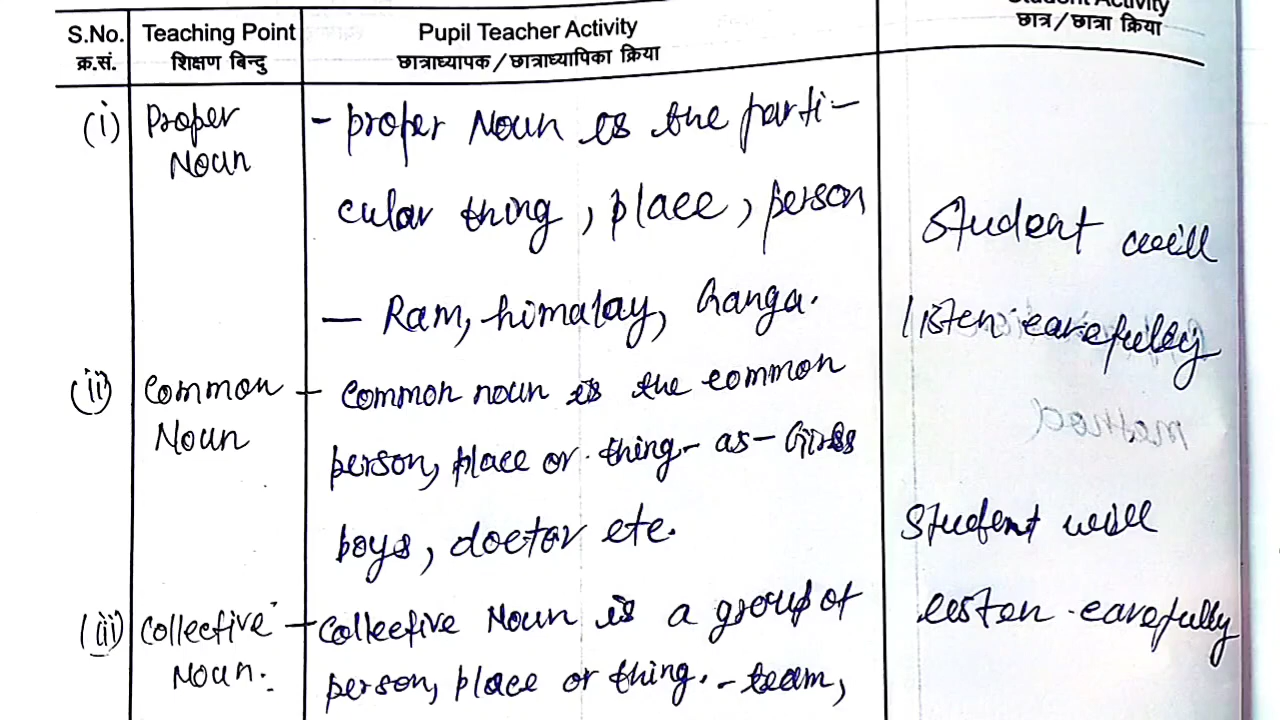 S.No. Teaching Point Pupil Teacher Activity Student Activity
क्र.सं. शिक्षण बिन्दु छात्राध्यापक / छात्राध्यापिका क्रिया छात्र / छात्रा क्रिया
(i) Proper - proper Noun is the parti-
Noun
cular thing, place, person
Student will
— Ram, himalay, Ganga.
listen carefully
(ii) Common - common noun is the common
Noun
person, place or thing - as - Girls
boys, doctor etc.
Student will
(iii) Collective - Collective Noun is a group of
listen carefully
Noun. person, place or thing. - team,